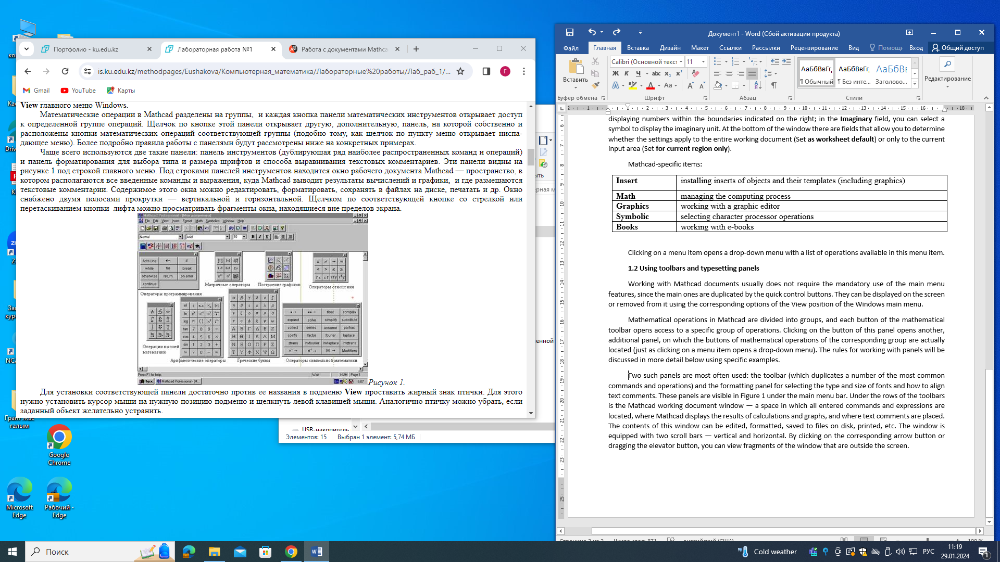 Портфолио - ku.edu.kz
Лабораторная работа №1
Работа с документами Mathca
is.ku.edu.kz/methodpages/Eushakova/Компьютерная_математика/Лабораторные%20работы/Лаб_раб_1/...
Г
Gmail
YouTube
Карты
View главного меню Windows.
Математические операции в Mathcad разделены на группы, и каждая кнопка панели математических инструментов открывает доступ
к определенной группе операций. Щелчок по кнопке этой панели открывает другую, дополнительную, панель, на которой собственно и
расположены кнопки математических операций соответствующей группы (подобно тому, как щелчок по пункту меню открывает ниспа-
дающее меню). Более подробно правила работы с панелями будут рассмотрены ниже на конкретных примерах.
Чаще всего используются две такие панели: панель инструментов (дублирующая ряд наиболее распространенных команд и операций)
и панель форматирования для выбора типа и размера шрифтов и способа выравнивания текстовых комментариев. Эти панели видны на
рисунке 1 под строкой главного меню. Под строками панелей инструментов находится окно рабочего документа Mathcad — пространство, в
котором располагаются все введенные команды и выражения, куда Mathcad выводит результаты вычислений и графики, и где размещаются
текстовые комментарии. Содержимое этого окна можно редактировать, форматировать, сохранять в файлах на диске, печатать и др. Окно
снабжено двумя полосами прокрутки — вертикальной и горизонтальной. Щелчком по соответствующей кнопке со стрелкой или
перетаскиванием кнопки лифта можно просматривать фрагменты окна, находящиеся вне пределов экрана.
Mathcad Professional - [Мои документы]
File Edit View Insert Format Math Symbolics Window Help
Normal Arial 10 B I U
Add Line if
while for break
otherwise return on error
continue
Матричные операторы
Построение графиков
Операторы отношения
Операторы программирования
float complex
expand solve simplify substitute
collect series assume parfrac
coeffs factor fourier laplace
ztrans invfourier invlaplace invztrans
Modifiers
ln
log
tan 7 8 9
cos 4 5 6 ×
sin 1 2 3 +
α β γ δ ε ζ
Α Β Γ Δ Ε Ζ
Η Θ Ι Κ Λ Μ
Ν Ξ Ο Π Ρ Σ
Τ Υ Φ Χ Ψ Ω
Операции высшей
математики
Арифметические операторы
Греческие буквы
Операторы символьной математики
Press F1 for help.
Wait
NUM
Page 1
Пуск
Mathcad Professional - [М...
En
6:07
Рисунок 1.
Для установки соответствующей панели достаточно против ее названия в подменю View проставить жирный знак птички. Для этого
нужно установить курсор мыши на нужную позицию подменю и щелкнуть левой клавишей мыши. Аналогично птичку можно убрать, если
заданный объект желательно устранить.
енной
USB-накопитель
Элементов: 15
Выбран 1 элемент: 5,74 МБ
ғалым
Google
Chrome
Microsoft
Edge
Рабочий -
Edge
Документ1 - Word (Сбой активации продукта)
Файл Главная Вставка Дизайн Макет Ссылки Рассылки Рецензирование Вид Помощь Вход Общий доступ
Вставить
Calibri (Основной текст 11
Ж К Ч abc x₂ x²
Aa
АаБбВвГг, АаБбВвГг, АаБбВв
¶ Обычный ¶ Без инте... Заголово...
Редактирование
Буфер обмена Шрифт Абзац Стили
displaying numbers within the boundaries indicated on the right; in the Imaginary field, you can select a
symbol to display the imaginary unit. At the bottom of the window there are fields that allow you to determine
whether the settings apply to the entire working document (Set as worksheet default) or only to the current
input area (Set for current region only).
Mathcad-specific items:
Insert installing inserts of objects and their templates (including graphics)
Math managing the computing process
Graphics working with a graphic editor
Symbolic selecting character processor operations
Books working with e-books
Clicking on a menu item opens a drop-down menu with a list of operations available in this menu item.
1.2 Using toolbars and typesetting panels
Working with Mathcad documents usually does not require the mandatory use of the main menu
features, since the main ones are duplicated by the quick control buttons. They can be displayed on the screen
or removed from it using the corresponding options of the View position of the Windows main menu.
Mathematical operations in Mathcad are divided into groups, and each button of the mathematical
toolbar opens access to a specific group of operations. Clicking on the button of this panel opens another,
additional panel, on which the buttons of mathematical operations of the corresponding group are actually
located (just as clicking on a menu item opens a drop-down menu). The rules for working with panels will be
discussed in more detail below using specific examples.
Two such panels are most often used: the toolbar (which duplicates a number of the most common
commands and operations) and the formatting panel for selecting the type and size of fonts and how to align
text comments. These panels are visible in Figure 1 under the main menu bar. Under the rows of the toolbars
is the Mathcad working document window — a space in which all entered commands and expressions are
located, where Mathcad displays the results of calculations and graphs, and where text comments are placed.
The contents of this window can be edited, formatted, saved to files on disk, printed, etc. The window is
equipped with two scroll bars — vertical and horizontal. By clicking on the corresponding arrow button or
dragging the elevator button, you can view fragments of the window that are outside the screen.
Поиск
Cold weather
РУС
11:19
29.01.2024
1